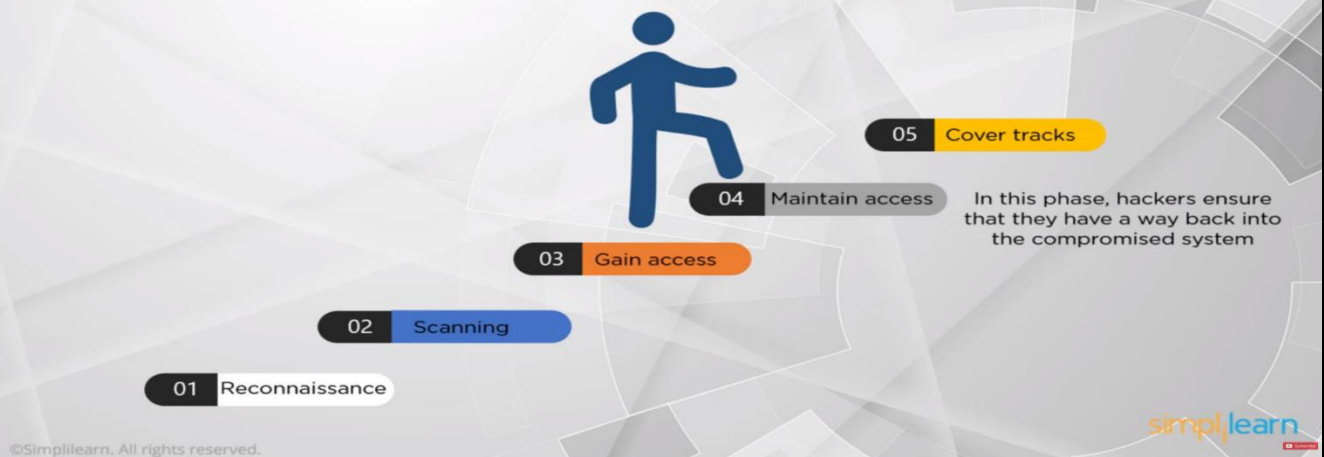 05 Cover tracks
04 Maintain access
In this phase, hackers ensure
that they have a way back into
the compromised system
03 Gain access
02 Scanning
01 Reconnaissance
©Simplilearn. All rights reserved.
simplilearn